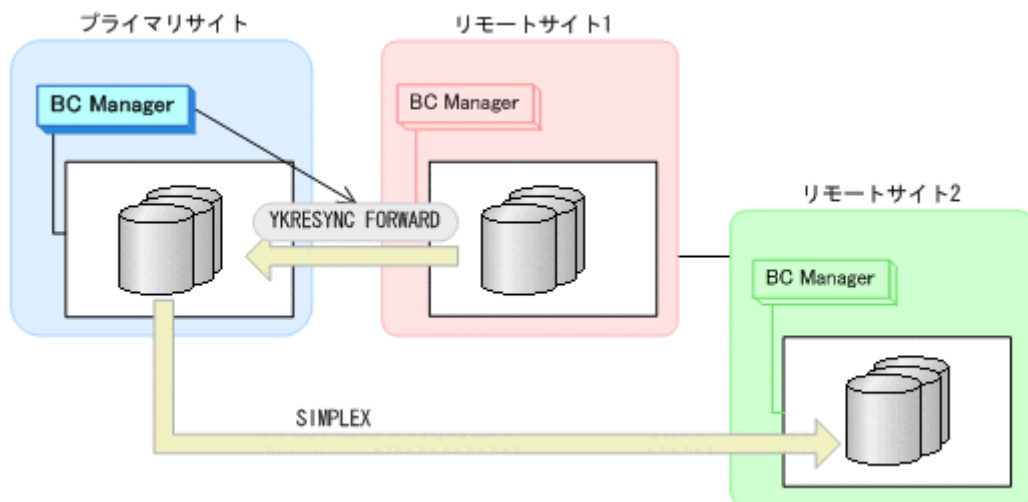 プライマリサイト
リモートサイト1
BC Manager
BC Manager
リモートサイト2
YKRESYNC FORWARD
BC Manager
SIMPLEX